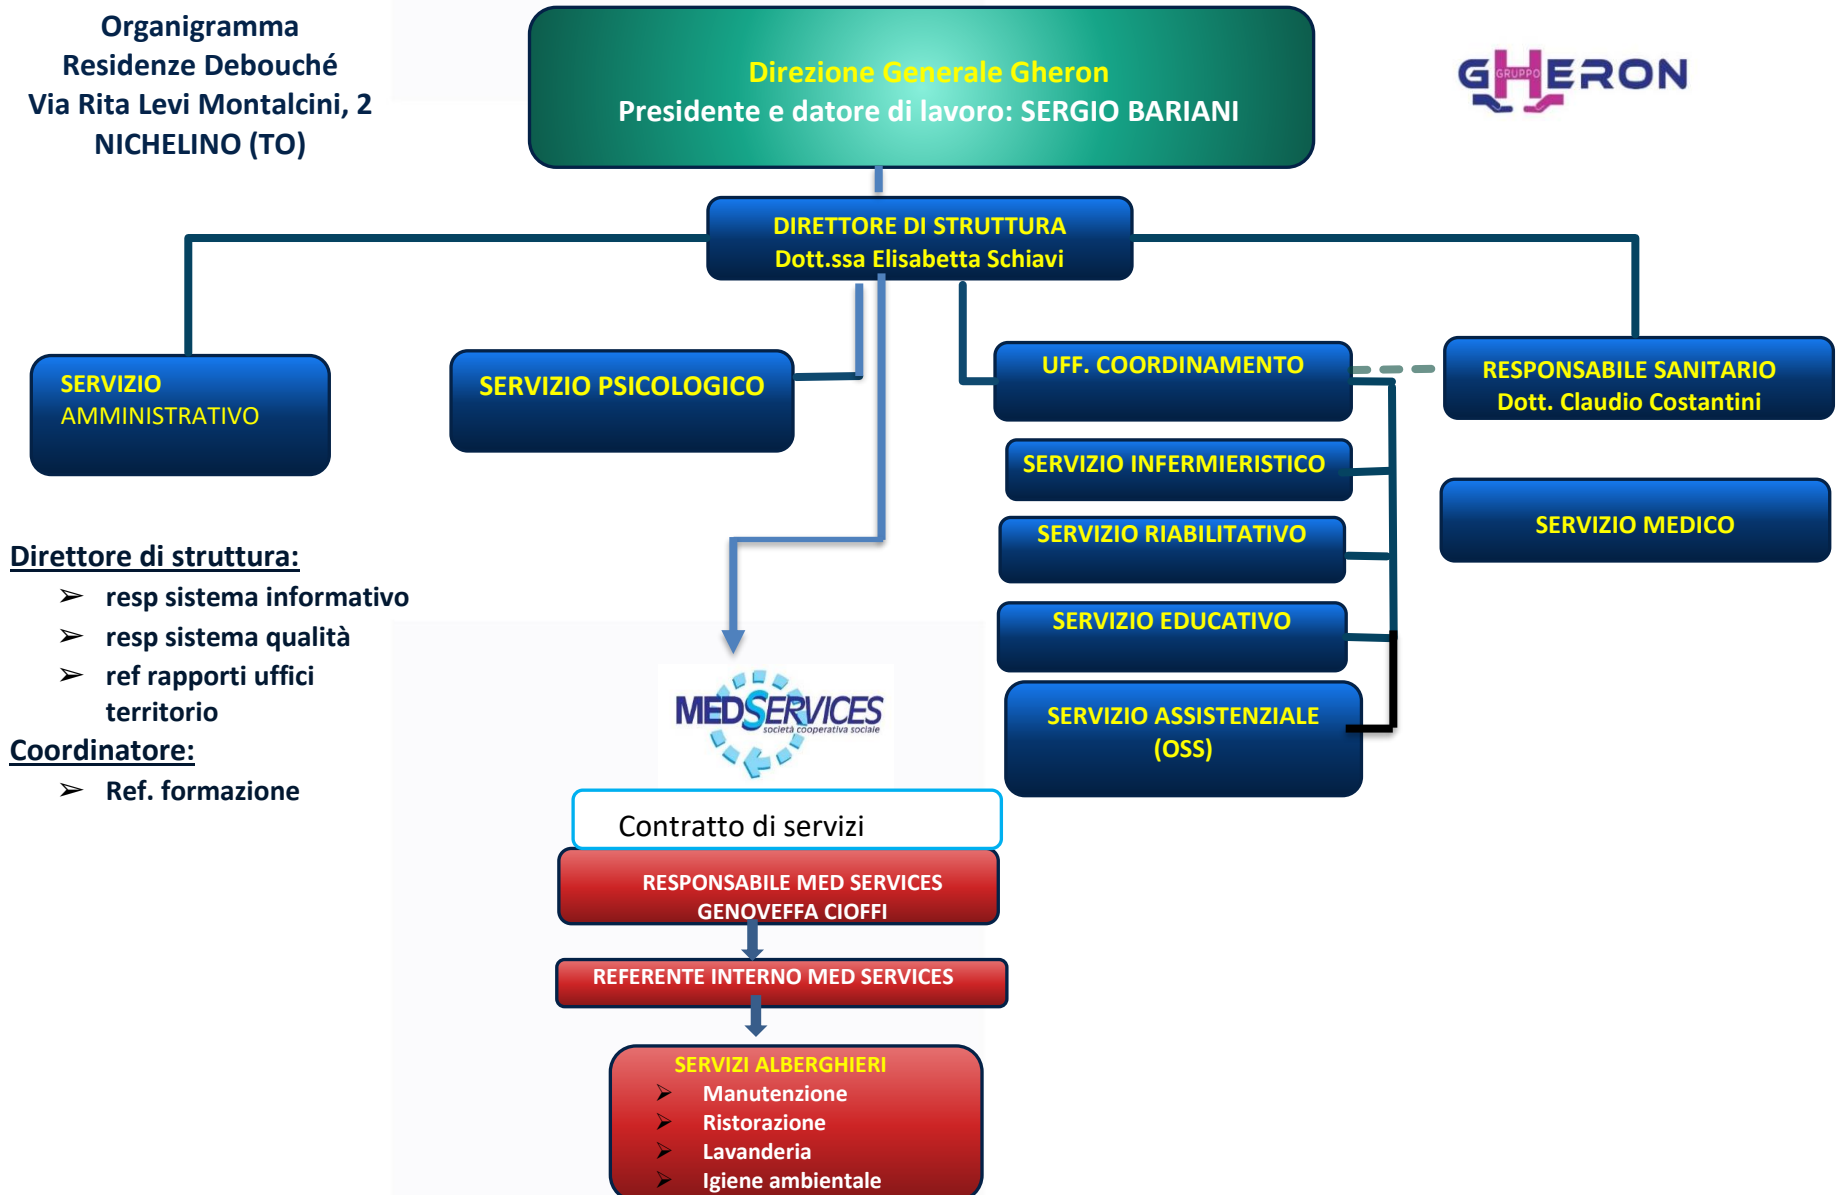 Organigramma
Residenze Debouché
Via Rita Levi Montalcini, 2
NICHELINO (TO)
Direzione Generale Gheron
Presidente e datore di lavoro: SERGIO BARIANI
GHERON
GRUPPO
DIRETTORE DI STRUTTURA
Dott.ssa Elisabetta Schiavi
SERVIZIO
AMMINISTRATIVO
SERVIZIO PSICOLOGICO
UFF. COORDINAMENTO
RESPONSABILE SANITARIO
Dott. Claudio Costantini
SERVIZIO INFERMIERISTICO
SERVIZIO RIABILITATIVO
SERVIZIO EDUCATIVO
SERVIZIO ASSISTENZIALE
(OSS)
SERVIZIO MEDICO
Direttore di struttura:
➢ resp sistema informativo
➢ resp sistema qualità
➢ ref rapporti uffici
territorio
Coordinatore:
➢ Ref. formazione
MEDSERVICES
società cooperativa sociale
Contratto di servizi
RESPONSABILE MED SERVICES
GENOVEFFA CIOFFI
REFERENTE INTERNO MED SERVICES
SERVIZI ALBERGHIERI
➢ Manutenzione
➢ Ristorazione
➢ Lavanderia
➢ Igiene ambientale